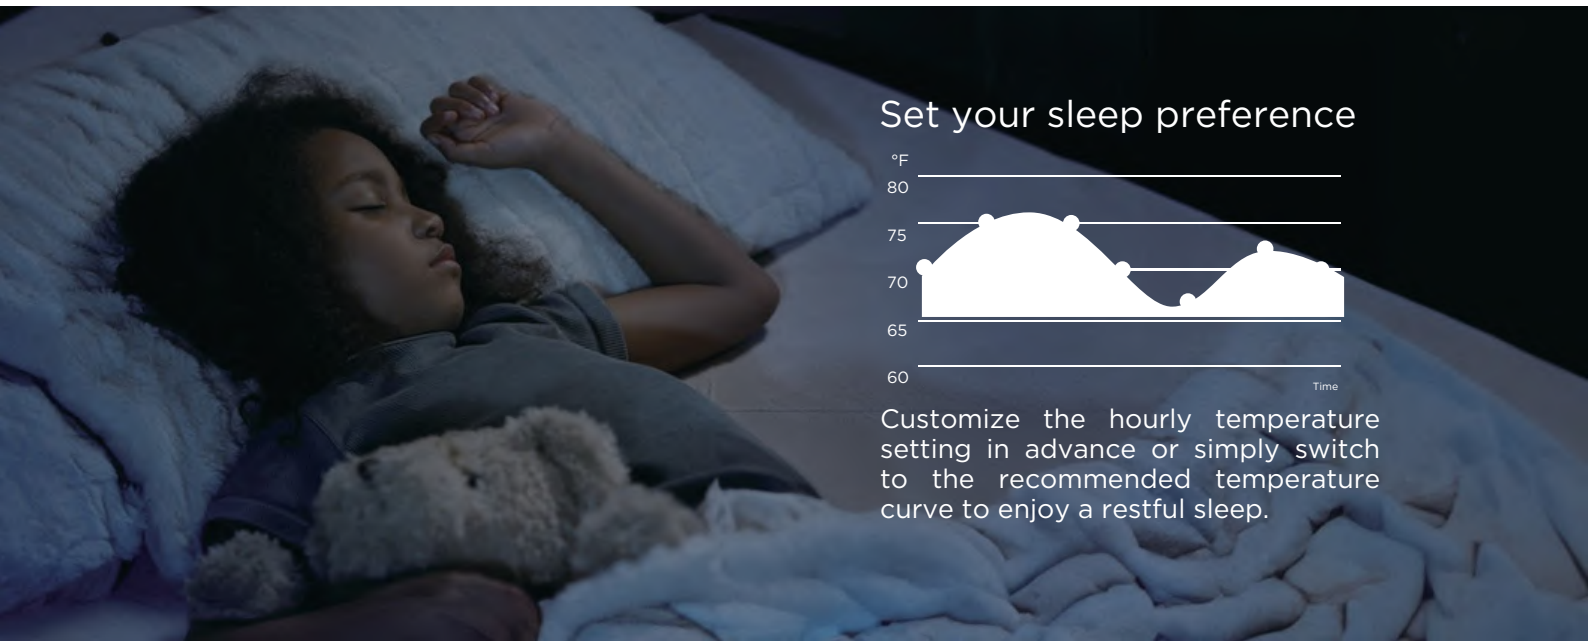 Set your sleep preference
°F
80
75
70
65
60
Time
Customize the hourly temperature
setting in advance or simply switch
to the recommended temperature
curve to enjoy a restful sleep.